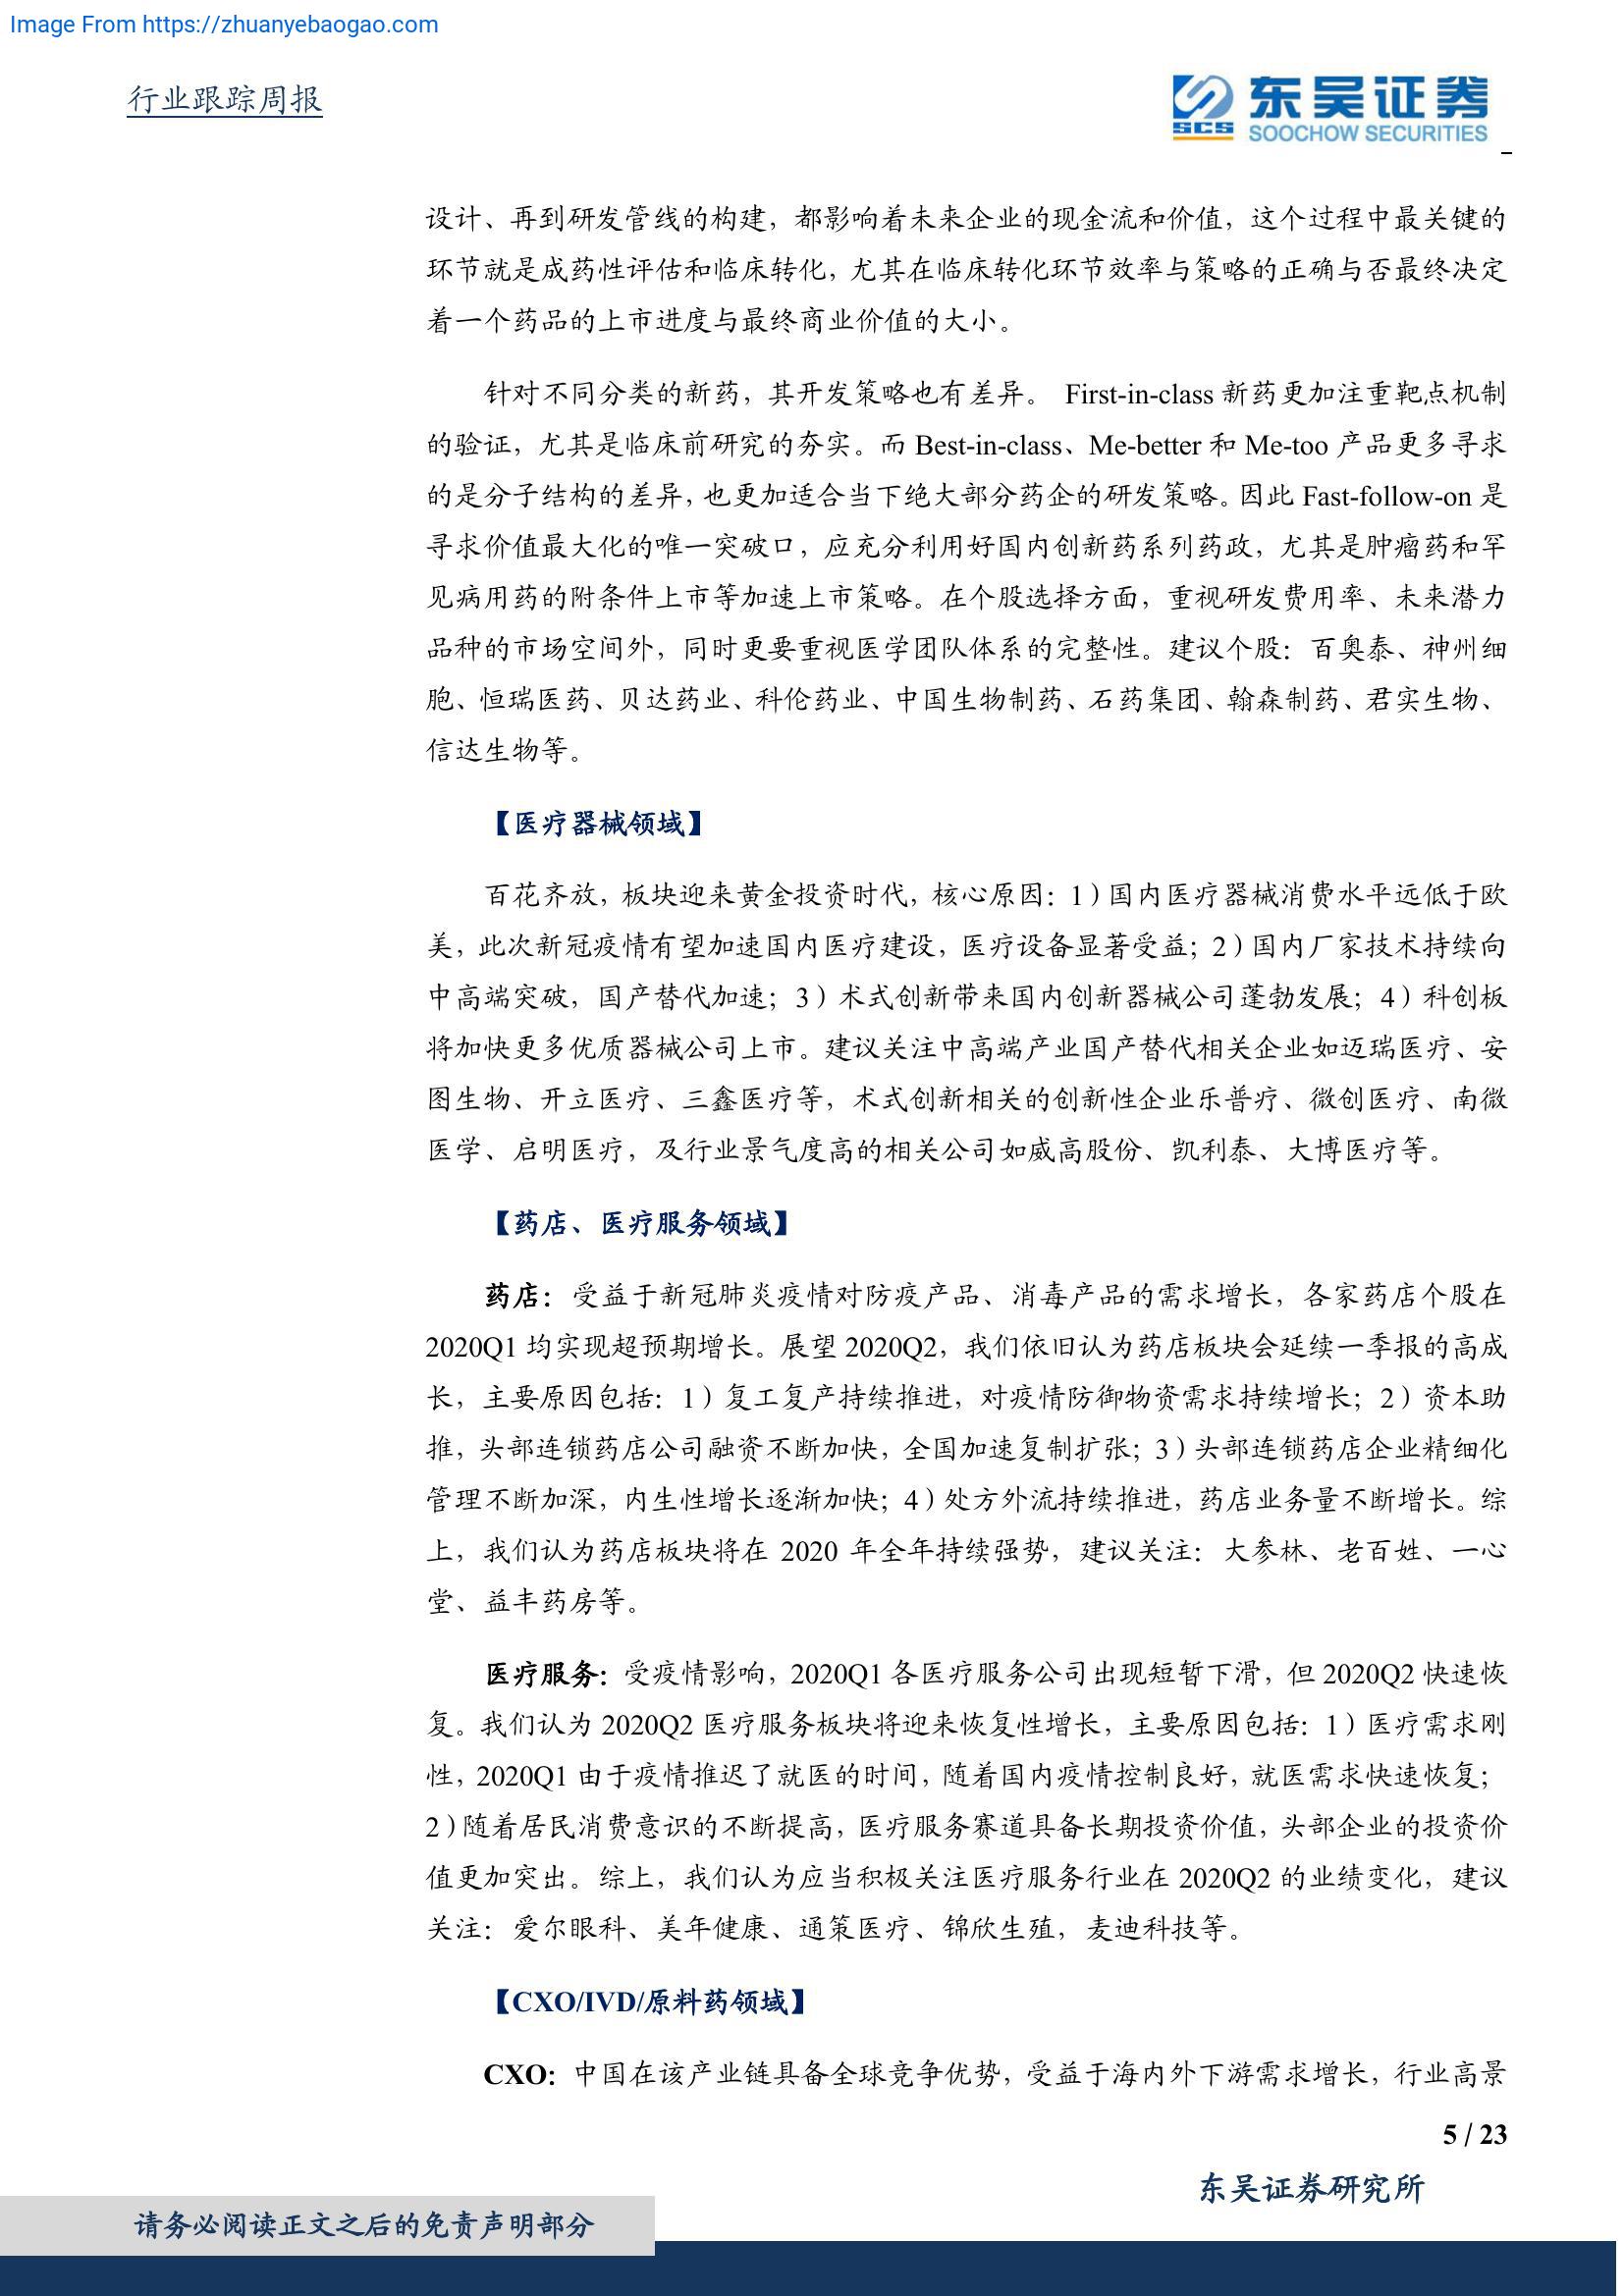 Image From https://zhuanyebaogao.com
行业跟踪周报
SCS
东吴证券
SOOCHOW SECURITIES
设计、再到研发管线的构建，都影响着未来企业的现金流和价值，这个过程中最关键的
环节就是成药性评估和临床转化，尤其在临床转化环节效率与策略的正确与否最终决定
着一个药品的上市进度与最终商业价值的大小。
针对不同分类的新药，其开发策略也有差异。 First-in-class 新药更加注重靶点机制
的验证，尤其是临床前研究的夯实。而 Best-in-class、Me-better 和 Me-too 产品更多寻求
的是分子结构的差异，也更加适合当下绝大部分药企的研发策略。因此 Fast-follow-on 是
寻求价值最大化的唯一突破口，应充分利用好国内创新药系列药政，尤其是肿瘤药和罕
见病用药的附条件上市等加速上市策略。在个股选择方面，重视研发费用率、未来潜力
品种的市场空间外，同时更要重视医学团队体系的完整性。建议个股：百奥泰、神州细
胞、恒瑞医药、贝达药业、科伦药业、中国生物制药、石药集团、翰森制药、君实生物、
信达生物等。
【医疗器械领域】
百花齐放，板块迎来黄金投资时代，核心原因：1）国内医疗器械消费水平远低于欧
美，此次新冠疫情有望加速国内医疗建设，医疗设备显著受益；2）国内厂家技术持续向
中高端突破，国产替代加速；3）术式创新带来国内创新器械公司蓬勃发展；4）科创板
将加快更多优质器械公司上市。建议关注中高端产业国产替代相关企业如迈瑞医疗、安
图生物、开立医疗、三鑫医疗等，术式创新相关的创新性企业乐普疗、微创医疗、南微
医学、启明医疗，及行业景气度高的相关公司如威高股份、凯利泰、大博医疗等。
【药店、医疗服务领域】
药店：受益于新冠肺炎疫情对防疫产品、消毒产品的需求增长，各家药店个股在
2020Q1 均实现超预期增长。展望 2020Q2，我们依旧认为药店板块会延续一季报的高成
长，主要原因包括：1）复工复产持续推进，对疫情防御物资需求持续增长；2）资本助
推，头部连锁药店公司融资不断加快，全国加速复制扩张；3）头部连锁药店企业精细化
管理不断加深，内生性增长逐渐加快；4）处方外流持续推进，药店业务量不断增长。综
上，我们认为药店板块将在 2020 年全年持续强势，建议关注：大参林、老百姓、一心
堂、益丰药房等。
医疗服务：受疫情影响，2020Q1 各医疗服务公司出现短暂下滑，但 2020Q2 快速恢
复。我们认为 2020Q2 医疗服务板块将迎来恢复性增长，主要原因包括：1）医疗需求刚
性，2020Q1 由于疫情推迟了就医的时间，随着国内疫情控制良好，就医需求快速恢复；
2）随着居民消费意识的不断提高，医疗服务赛道具备长期投资价值，头部企业的投资价
值更加突出。综上，我们认为应当积极关注医疗服务行业在 2020Q2 的业绩变化，建议
关注：爱尔眼科、美年健康、通策医疗、锦欣生殖，麦迪科技等。
【CXO/IVD/原料药领域】
CXO：中国在该产业链具备全球竞争优势，受益于海内外下游需求增长，行业高景
5 / 23
东吴证券研究所
请务必阅读正文之后的免责声明部分